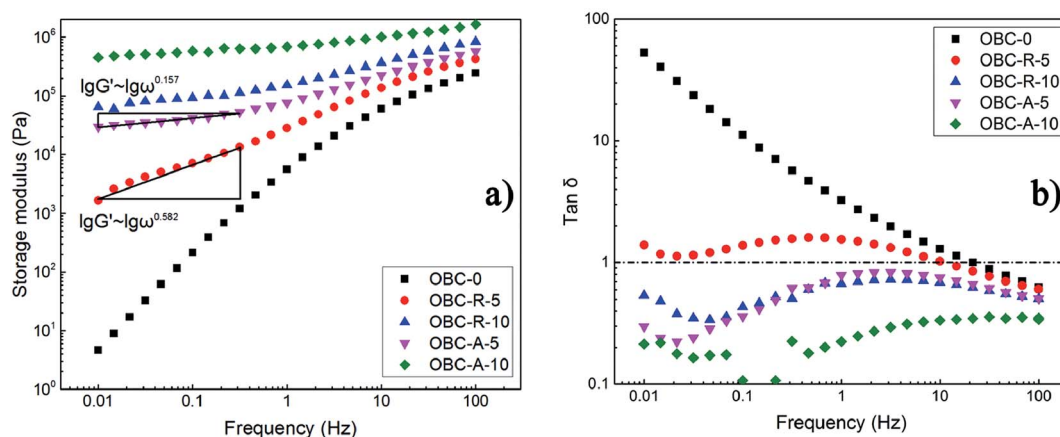 Storage modulus (Pa)
10⁶
10⁵
10⁴
10³
10²
10¹
10⁰
lgG'~lgω^0.157
lgG'~lgω^0.582
a)
OBC-0
OBC-R-5
OBC-R-10
OBC-A-5
OBC-A-10
0.01 0.1 1 10 100
Frequency (Hz)
Tan δ
100
10
1
0.1
b)
OBC-0
OBC-R-5
OBC-R-10
OBC-A-5
OBC-A-10
0.01 0.1 1 10 100
Frequency (Hz)